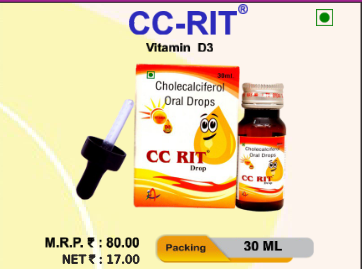 CC-RIT®
Vitamin D3
30ML
Cholecalciferol
Oral Drops
CC RIT®
Drop
Cholecalciferol
Oral Drops
CC RIT
Drop
M.R.P. ₹ : 80.00
NET ₹ : 17.00
Packing
30 ML